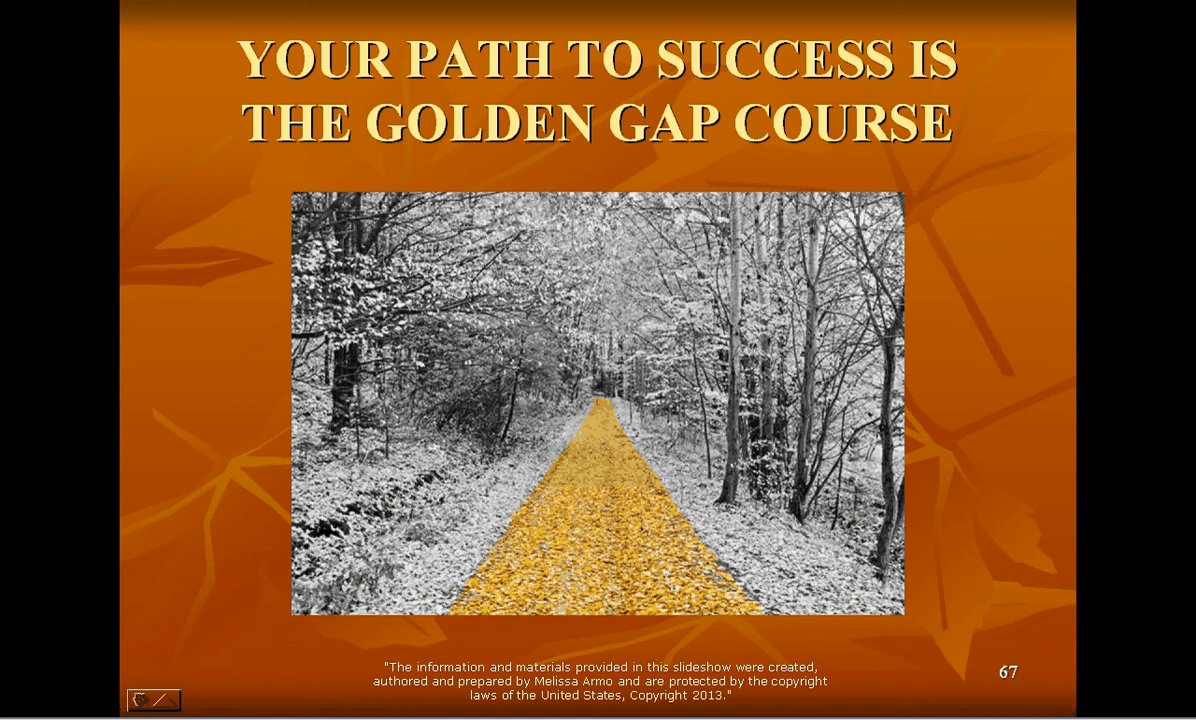 YOUR PATH TO SUCCESS IS
THE GOLDEN GAP COURSE
"The information and materials provided in this slideshow were created,
authored and prepared by Melissa Armo and are protected by the copyright
laws of the United States, Copyright 2013."
67